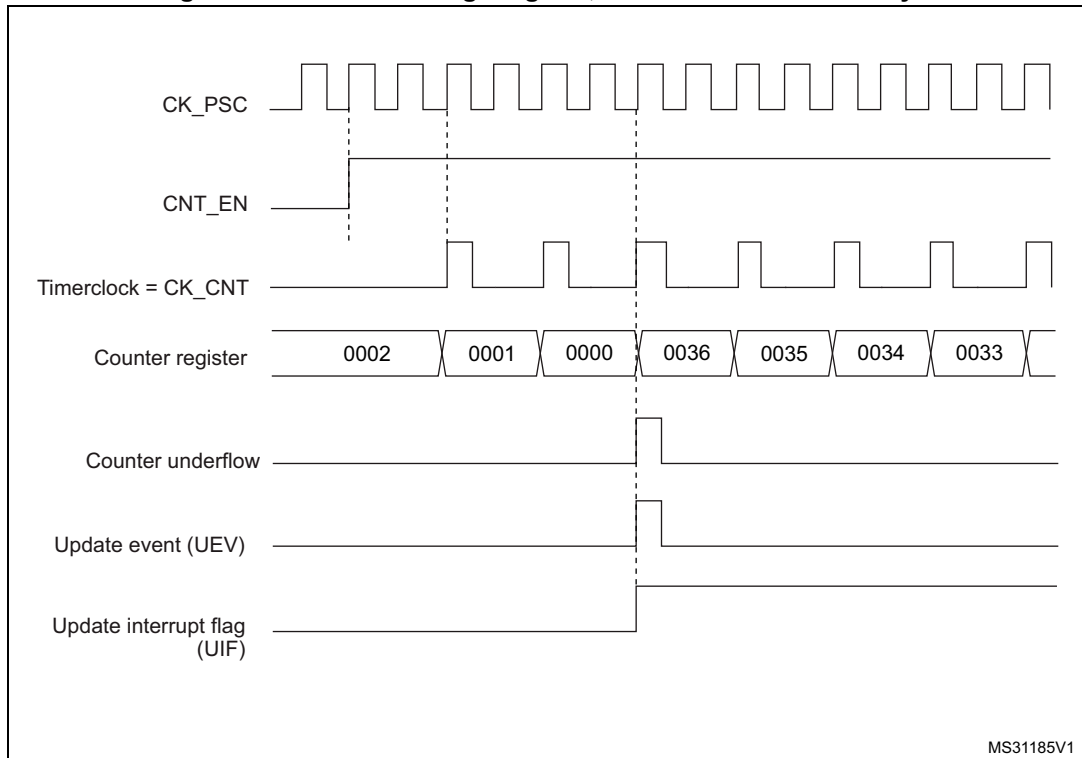 CK_PSC
CNT_EN
Timerclock = CK_CNT
Counter register
0002 0001 0000 0036 0035 0034 0033
Counter underflow
Update event (UEV)
Update interrupt flag
(UIF)
MS31185V1